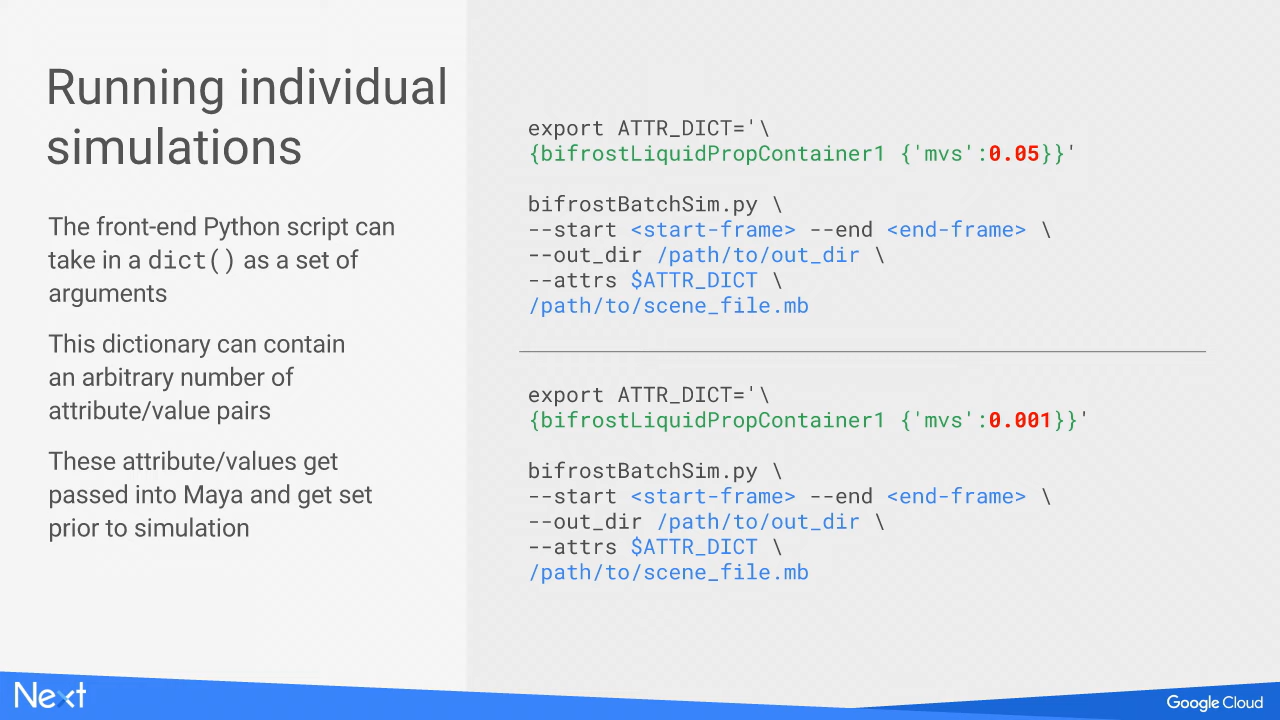 Running individual
simulations
The front-end Python script can
take in a dict() as a set of
arguments
This dictionary can contain
an arbitrary number of
attribute/value pairs
These attribute/values get
passed into Maya and get set
prior to simulation
export ATTR_DICT='\
{bifrostLiquidPropContainer1 {'mvs':0.05}}'
bifrostBatchSim.py \
--start <start-frame> --end <end-frame> \
--out_dir /path/to/out_dir \
--attrs $ATTR_DICT \
/path/to/scene_file.mb
export ATTR_DICT='\
{bifrostLiquidPropContainer1 {'mvs':0.001}}'
bifrostBatchSim.py \
--start <start-frame> --end <end-frame> \
--out_dir /path/to/out_dir \
--attrs $ATTR_DICT \
/path/to/scene_file.mb
Next
Google Cloud